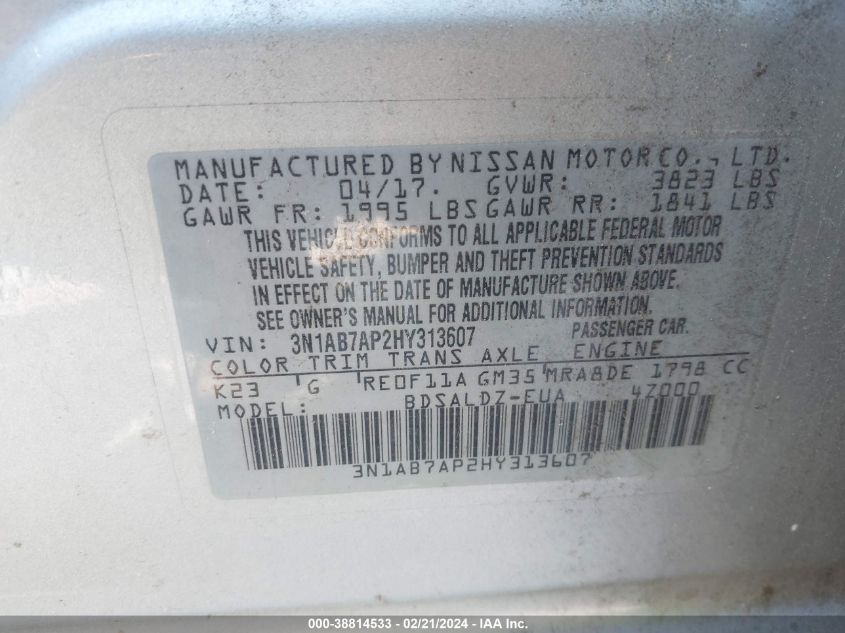 MANUFACTURED BY NISSAN MOTOR CO., LTD.
DATE: 04/17. GVWR: 3823 LBS
GAWR FR: 1995 LBS GAWR RR: 1841 LBS
THIS VEHICLE CONFORMS TO ALL APPLICABLE FEDERAL MOTOR
VEHICLE SAFETY, BUMPER AND THEFT PREVENTION STANDARDS
IN EFFECT ON THE DATE OF MANUFACTURE SHOWN ABOVE.
SEE OWNER'S MANUAL FOR ADDITIONAL INFORMATION.
VIN: 3N1AB7AP2HY313607 PASSENGER CAR.
COLOR TRIM TRANS AXLE ENGINE
K23 G RE0F11A GM35 MRA8DE 1798 CC
MODEL: BDSALDZ-EUA 4Z000
3N1AB7AP2HY313607
000-38814533 - 02/21/2024 - IAA Inc.